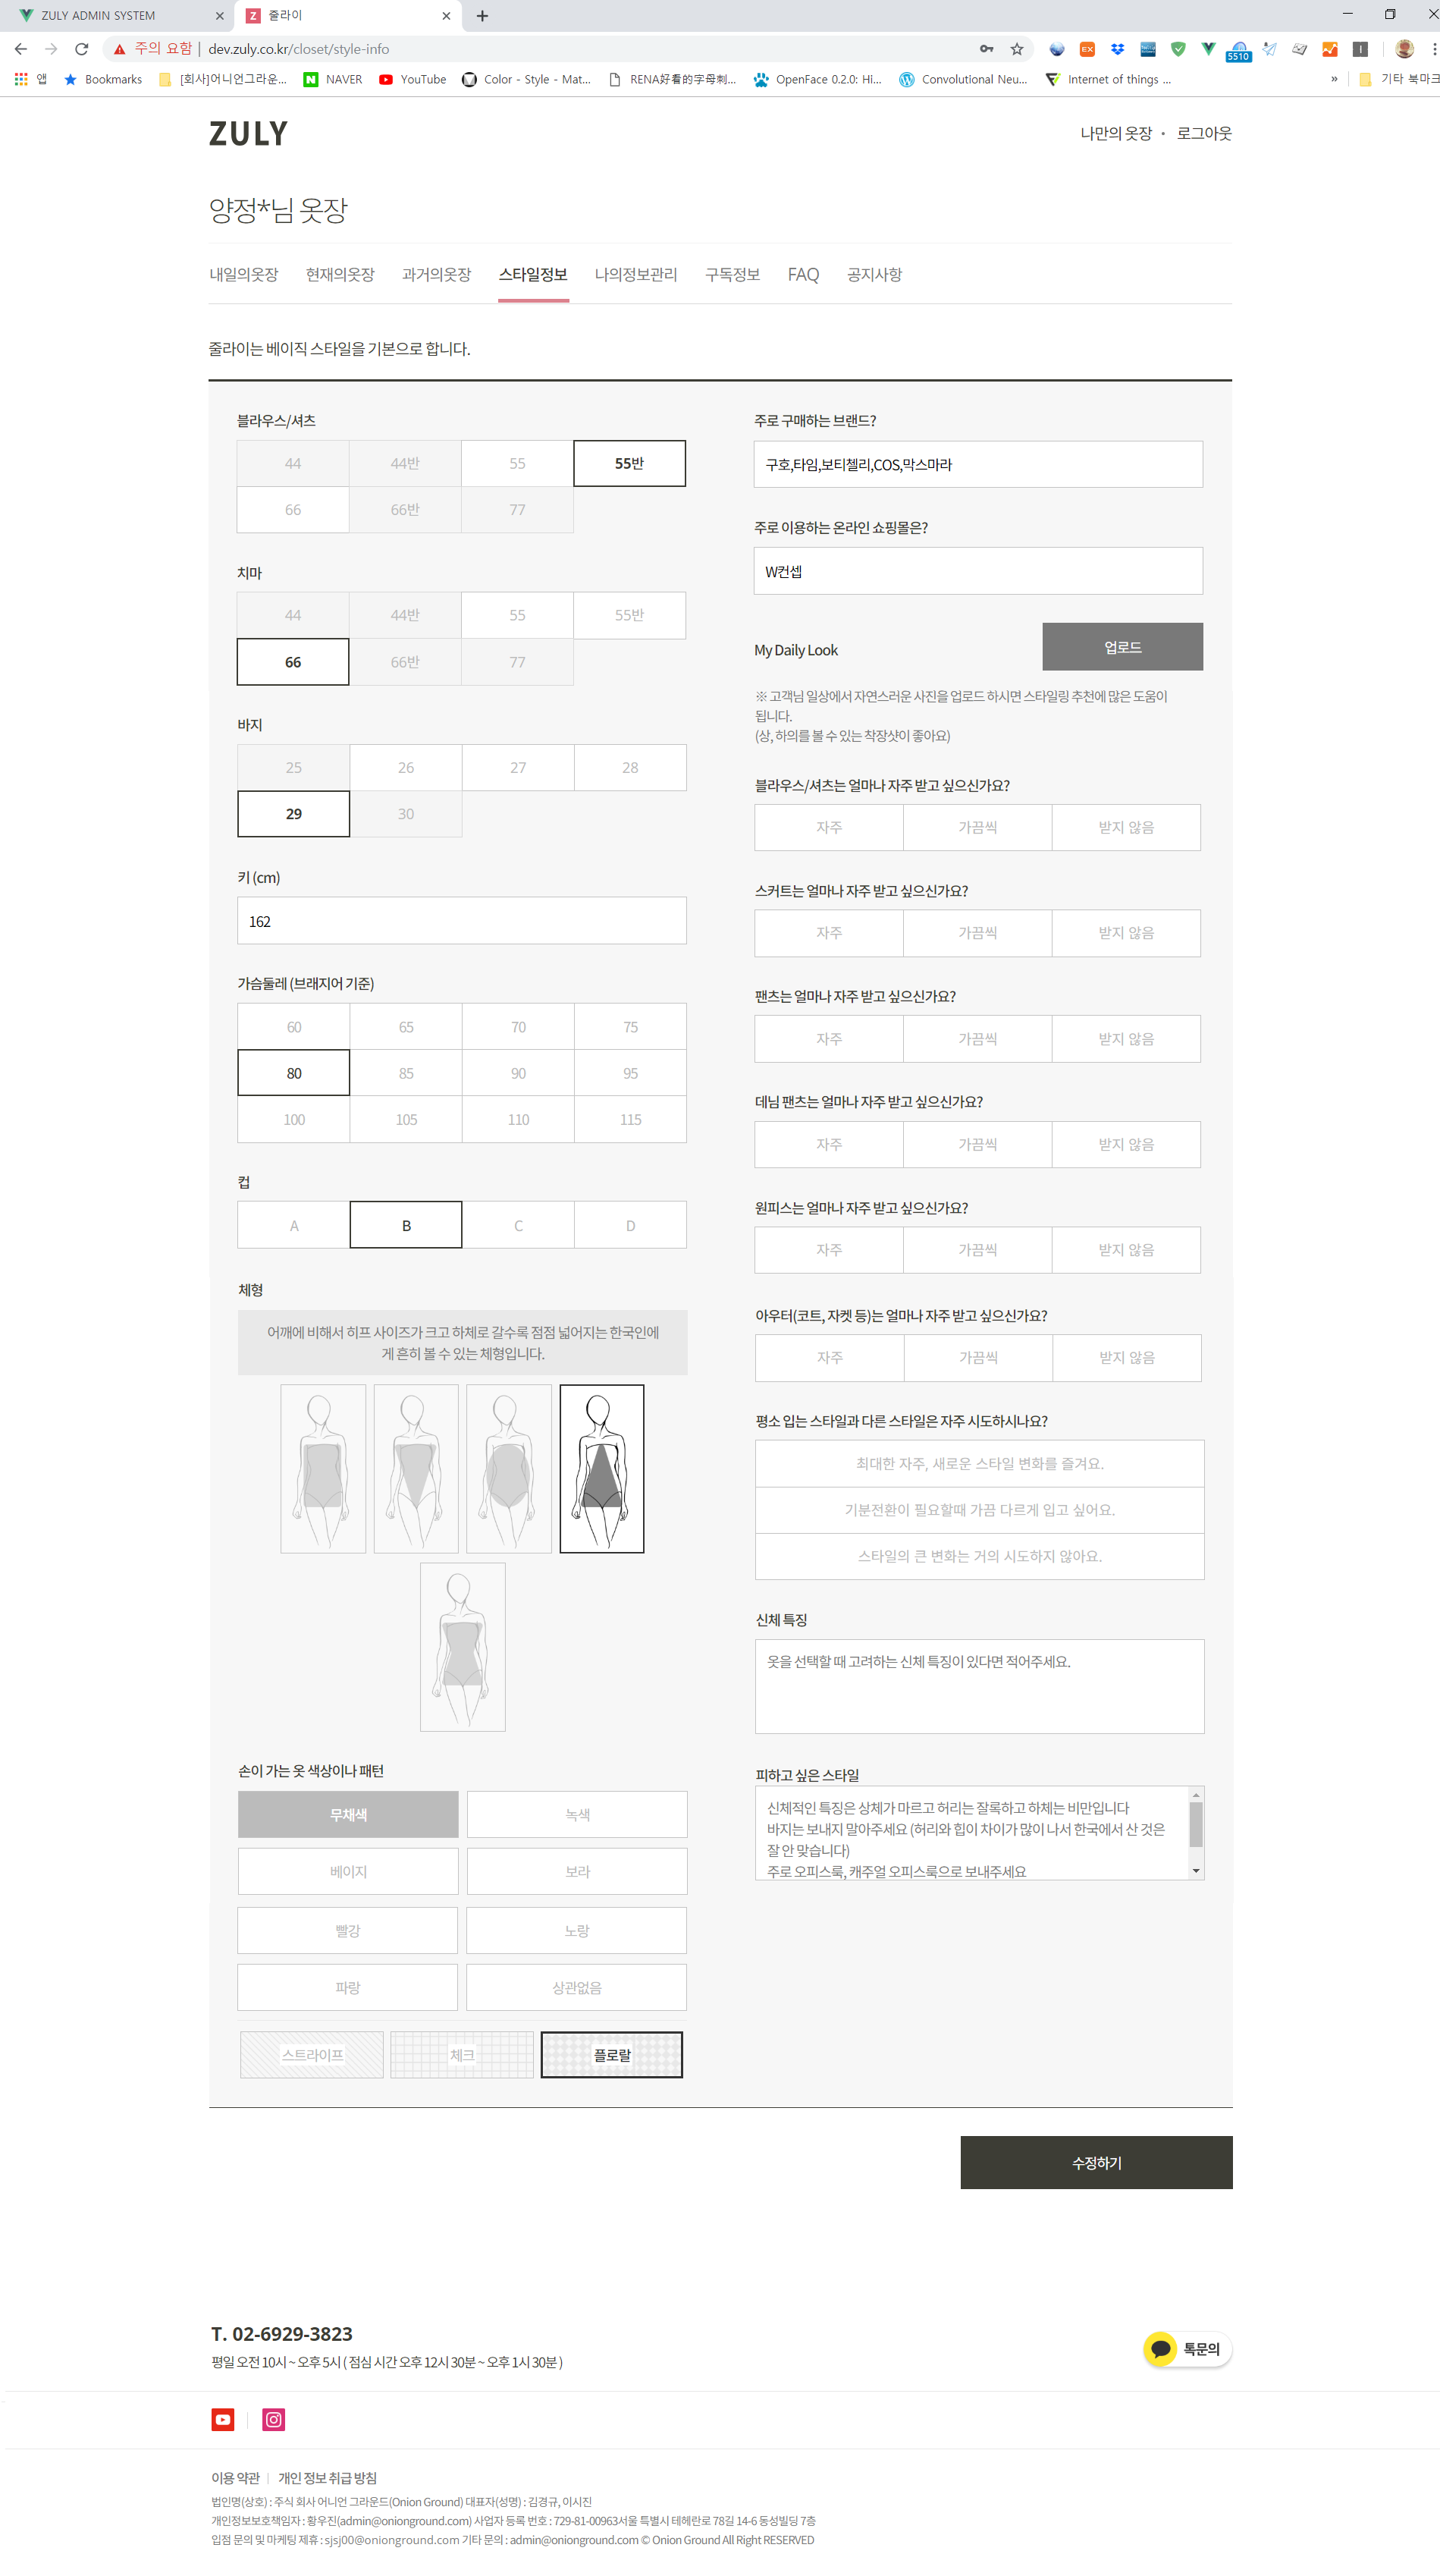 ZULY ADMIN SYSTEM
줄라이
주의 요함 | dev.zuly.co.kr/closet/style-info
5510
앱
Bookmarks
[회사]어니언그라운...
NAVER
YouTube
Color - Style - Mat...
RENA好看的字母刺...
OpenFace 0.2.0: Hi...
Convolutional Neu...
Internet of things ...
»
기타 북마크
ZULY
나만의 옷장 • 로그아웃
양정*님 옷장
내일의옷장 현재의옷장 과거의옷장 스타일정보 나의정보관리 구독정보 FAQ 공지사항
줄라이는 베이직 스타일을 기본으로 합니다.
블라우스/셔츠
44 44반 55 55반
66 66반 77
치마
44 44반 55 55반
66 66반 77
바지
25 26 27 28
29 30
키 (cm)
162
가슴둘레 (브래지어 기준)
60 65 70 75
80 85 90 95
100 105 110 115
컵
A B C D
체형
어깨에 비해서 히프 사이즈가 크고 하체로 갈수록 점점 넓어지는 한국인에
게 흔히 볼 수 있는 체형입니다.
손이 가는 옷 색상이나 패턴
무채색 녹색
베이지 보라
빨강 노랑
파랑 상관없음
스트라이프 체크 플로랄
주로 구매하는 브랜드?
구호,타임,보티첼리,COS,막스마라
주로 이용하는 온라인 쇼핑몰은?
W컨셉
My Daily Look
업로드
※ 고객님 일상에서 자연스러운 사진을 업로드 하시면 스타일링 추천에 많은 도움이
됩니다.
(상, 하의를 볼 수 있는 착장샷이 좋아요)
블라우스/셔츠는 얼마나 자주 받고 싶으신가요?
자주 가끔씩 받지 않음
스커트는 얼마나 자주 받고 싶으신가요?
자주 가끔씩 받지 않음
팬츠는 얼마나 자주 받고 싶으신가요?
자주 가끔씩 받지 않음
데님 팬츠는 얼마나 자주 받고 싶으신가요?
자주 가끔씩 받지 않음
원피스는 얼마나 자주 받고 싶으신가요?
자주 가끔씩 받지 않음
아우터(코트, 자켓 등)는 얼마나 자주 받고 싶으신가요?
자주 가끔씩 받지 않음
평소 입는 스타일과 다른 스타일은 자주 시도하시나요?
최대한 자주, 새로운 스타일 변화를 즐겨요.
기분전환이 필요할때 가끔 다르게 입고 싶어요.
스타일의 큰 변화는 거의 시도하지 않아요.
신체 특징
옷을 선택할 때 고려하는 신체 특징이 있다면 적어주세요.
피하고 싶은 스타일
신체적인 특징은 상체가 마르고 허리는 잘록하고 하체는 비만입니다
바지는 보내지 말아주세요 (허리와 힙이 차이가 많이 나서 한국에서 산 것은
잘 안 맞습니다)
주로 오피스룩, 캐주얼 오피스룩으로 보내주세요
수정하기
T. 02-6929-3823
평일 오전 10시 ~ 오후 5시 ( 점심 시간 오후 12시 30분 ~ 오후 1시 30분 )
톡문의
이용 약관 | 개인 정보 취급 방침
법인명(상호) : 주식 회사 어니언 그라운드(Onion Ground) 대표자(성명) : 김경규, 이시진
개인정보보호책임자 : 황우진(admin@onionground.com) 사업자 등록 번호 : 729-81-00963서울 특별시 테헤란로 78길 14-6 동성빌딩 7층
입점 문의 및 마케팅 제휴 : sjsj00@onionground.com 기타 문의 : admin@onionground.com © Onion Ground All Right RESERVED